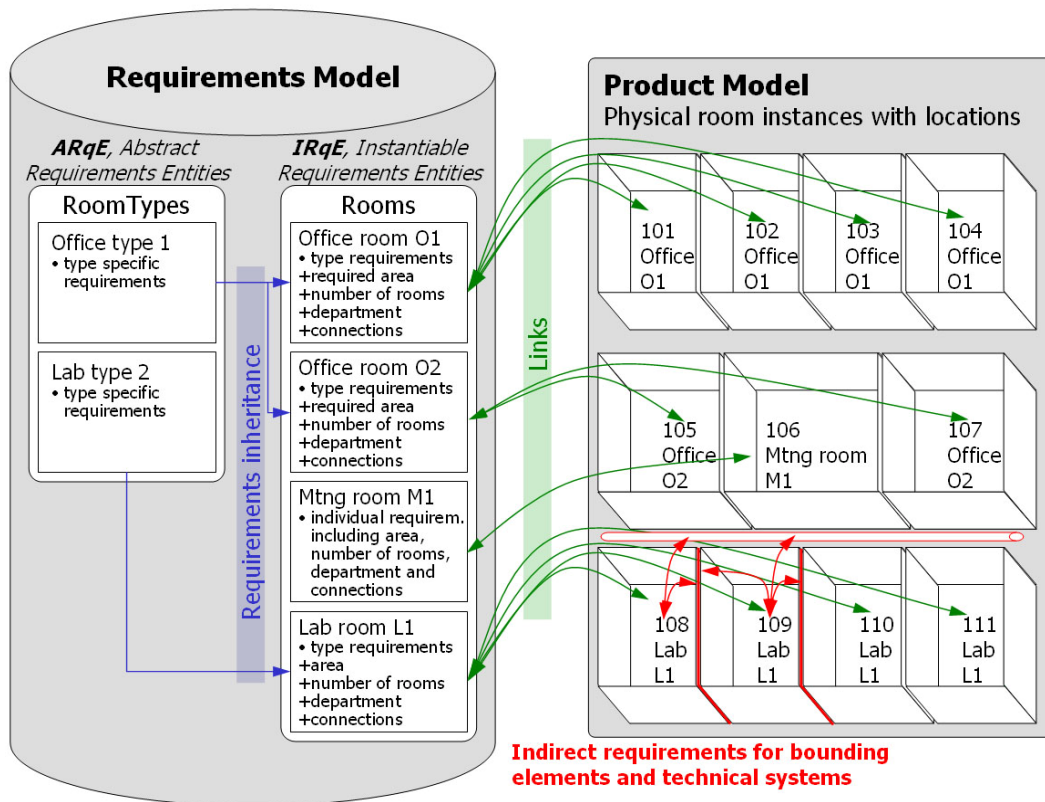 Requirements Model
ARqE, Abstract
Requirements Entities
RoomTypes
Office type 1
• type specific
requirements
Lab type 2
• type specific
requirements
Requirements inheritance
IRqE, Instantiable
Requirements Entities
Rooms
Office room O1
• type requirements
+required area
+number of rooms
+department
+connections
Office room O2
• type requirements
+required area
+number of rooms
+department
+connections
Mtng room M1
• individual requirem.
including area,
number of rooms,
department and
connections
Lab room L1
• type requirements
+area
+number of rooms
+department
+connections
Links
Product Model
Physical room instances with locations
101
Office
O1
102
Office
O1
103
Office
O1
104
Office
O1
105
Office
O2
106
Mtng room
M1
107
Office
O2
108
Lab
L1
109
Lab
L1
110
Lab
L1
111
Lab
L1
Indirect requirements for bounding
elements and technical systems